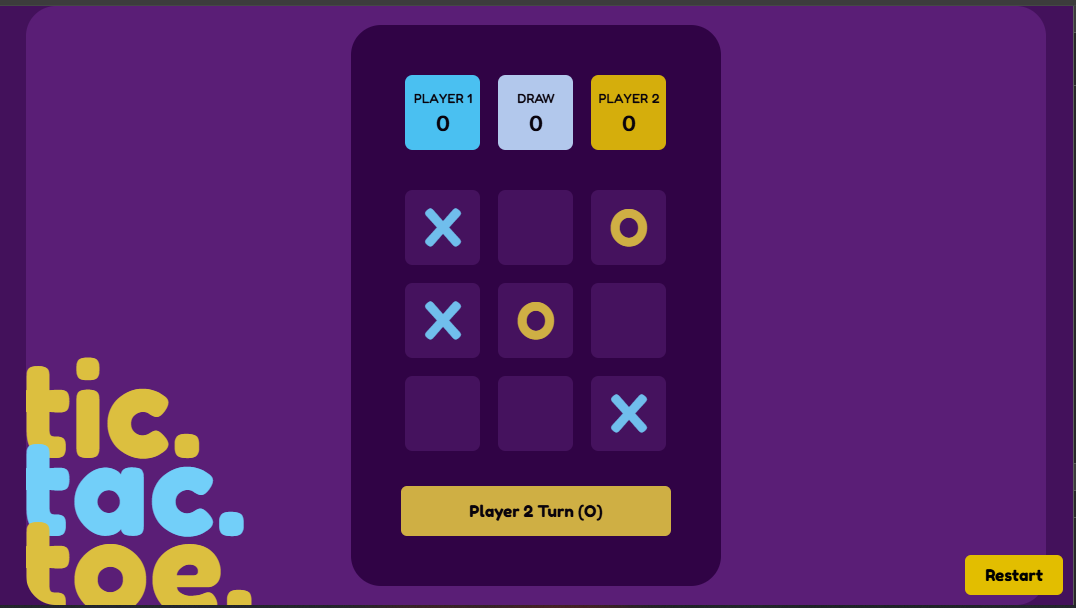 PLAYER 1 DRAW PLAYER 2
0 0 0
X O
X O
X
tic.
tac.
toe.
Player 2 Turn (O)
Restart